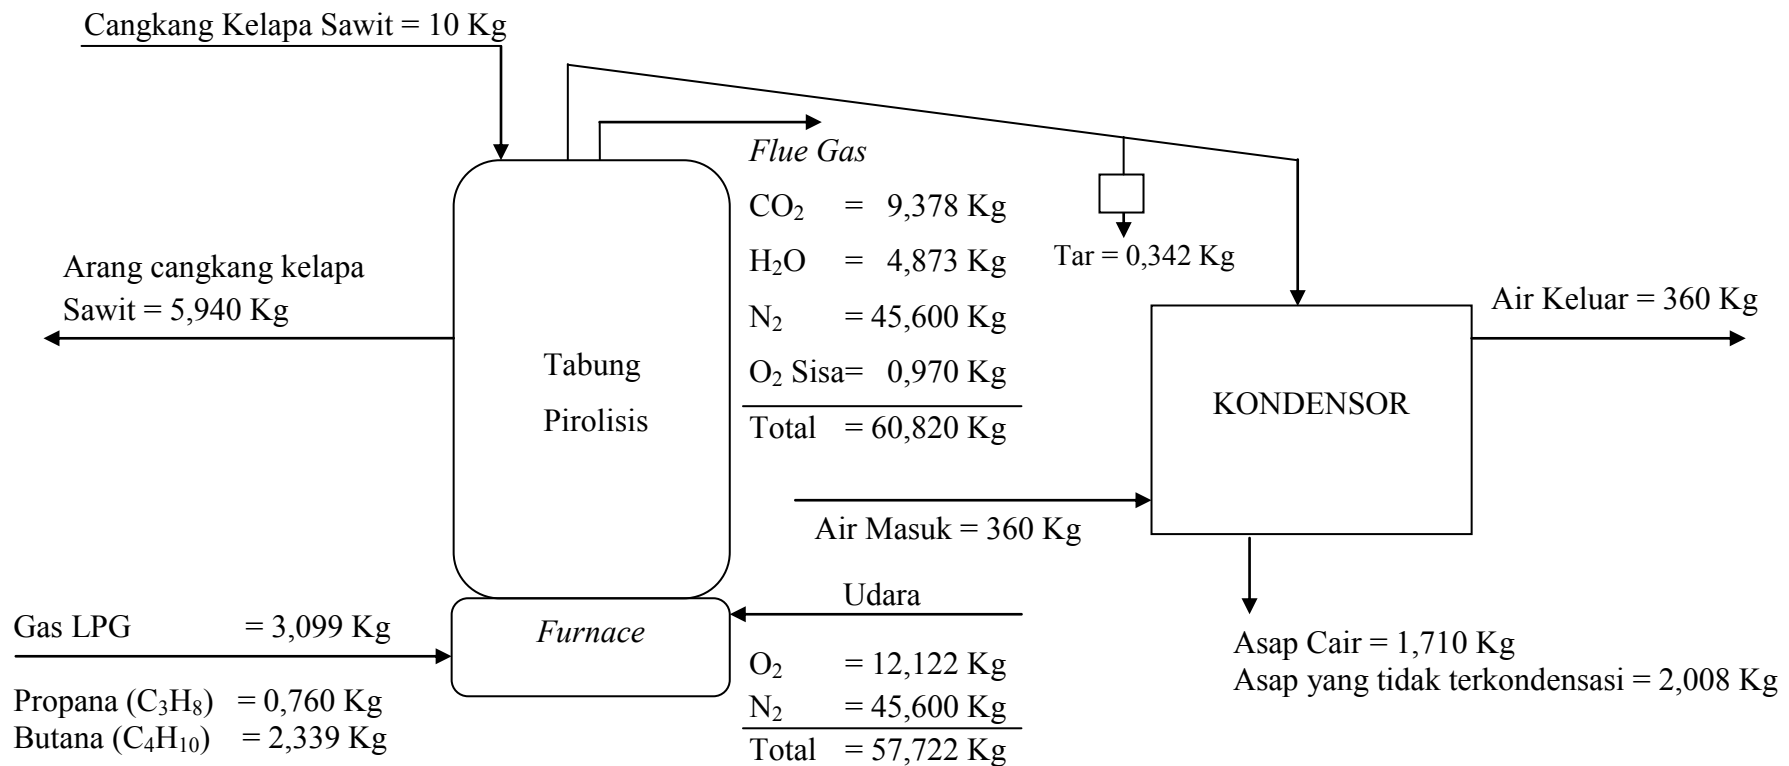 Cangkang Kelapa Sawit = 10 Kg
Flue Gas
CO₂ = 9,378 Kg
H₂O = 4,873 Kg
N₂ = 45,600 Kg
O₂ Sisa= 0,970 Kg
Total = 60,820 Kg
Tar = 0,342 Kg
Arang cangkang kelapa
Sawit = 5,940 Kg
Tabung
Pirolisis
Air Keluar = 360 Kg
KONDENSOR
Air Masuk = 360 Kg
Udara
O₂ = 12,122 Kg
N₂ = 45,600 Kg
Total = 57,722 Kg
Furnace
Gas LPG = 3,099 Kg
Propana (C₃H₈) = 0,760 Kg
Butana (C₄H₁₀) = 2,339 Kg
Asap Cair = 1,710 Kg
Asap yang tidak terkondensasi = 2,008 Kg